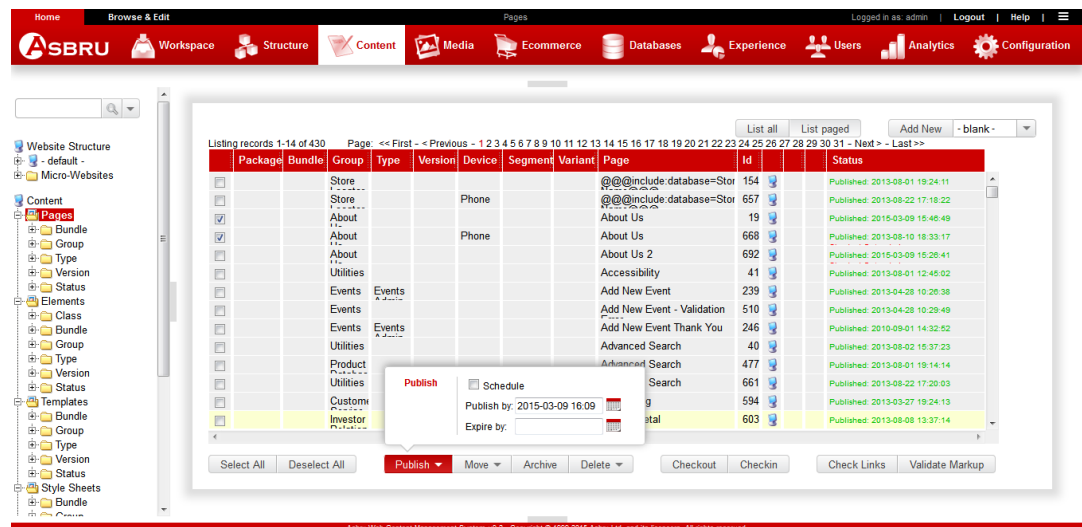 Home Browse & Edit Pages Logged in as: admin | Logout | Help |
ASBRU Workspace Structure Content Media Ecommerce Databases Experience Users Analytics Configuration
List all List paged Add New - blank -
Listing records 1-14 of 430 Page: << First - < Previous - 1 2 3 4 5 6 7 8 9 10 11 12 13 14 15 16 17 18 19 20 21 22 23 24 25 26 27 28 29 30 31 - Next > - Last >>
Package Bundle Group Type Version Device Segment Variant Page Id Status
Store @@@include:database=Stor 154 Published: 2013-08-01 19:24:11
Store Phone @@@include:database=Stor 657 Published: 2013-08-22 17:18:22
About About Us 19 Published: 2015-03-09 15:46:49
About Phone About Us 668 Published: 2013-08-10 18:33:17
About About Us 2 692 Published: 2015-03-09 15:26:41
Utilities Accessibility 41 Published: 2013-08-01 12:45:02
Events Events Add New Event 239 Published: 2013-04-28 10:26:38
Events Add New Event - Validation 510 Published: 2013-04-28 10:29:49
Events Events Add New Event Thank You 246 Published: 2010-09-01 14:32:52
Utilities Advanced Search 40 Published: 2013-08-02 15:37:23
Product Advanced Search 477 Published: 2013-08-01 19:14:14
Utilities Search 661 Published: 2013-08-22 17:20:03
Custome g 594 Published: 2013-03-27 19:24:13
Investor etal 603 Published: 2013-08-08 13:37:14
Publish Schedule
Publish by: 2015-03-09 16:09
Expire by:
Select All Deselect All Publish Move Archive Delete Checkout Checkin Check Links Validate Markup
Website Structure
- default -
Micro-Websites
Content
Pages
Bundle
Group
Type
Version
Status
Elements
Class
Bundle
Group
Type
Version
Status
Templates
Bundle
Group
Type
Version
Status
Style Sheets
Bundle